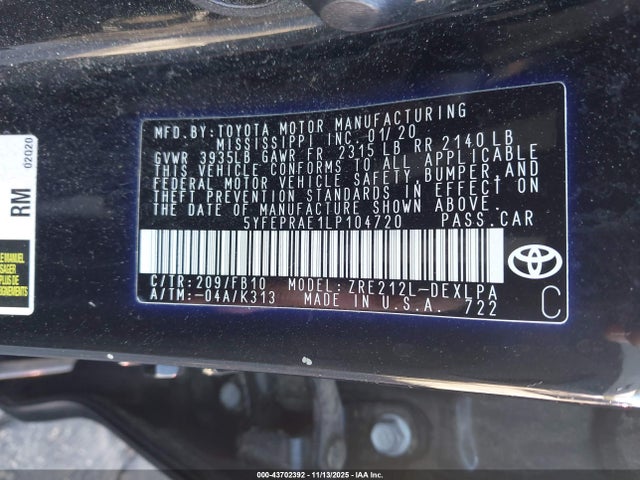 MFD.BY:TOYOTA MOTOR MANUFACTURING
MISSISSIPPI, INC. 01/20
GVWR 3935LB GAWR FR 2315 LB RR 2140 LB
THIS VEHICLE CONFORMS TO ALL APPLICABLE
FEDERAL MOTOR VEHICLE SAFETY, BUMPER, AND
THEFT PREVENTION STANDARDS IN EFFECT ON
THE DATE OF MANUFACTURE SHOWN ABOVE.
5YFEPRAE1LP104720 PASS.CAR
C/TR:209/FB10 MODEL:ZRE212L-DEXLPA
A/TM:-04A/K313 MADE IN U.S.A. 722
C
RM
02020
000-43702392 - 11/13/2025 - IAA Inc.